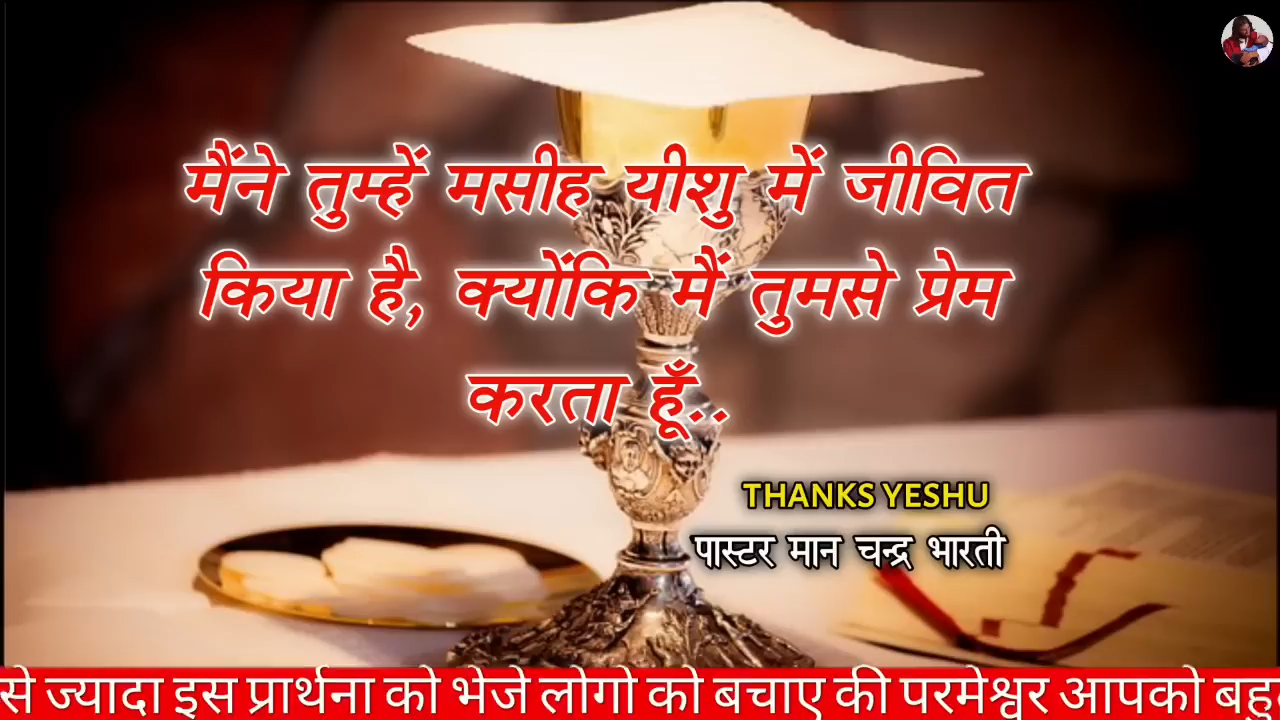 मैंने तुम्हें मसीह यीशु में जीवित
किया है, क्योंकि मैं तुमसे प्रेम
करता हूँ..
THANKS YESHU
पास्टर मान चन्द्र भारती
से ज्यादा इस प्रार्थना को भेजे लोगो को बचाए की परमेश्वर आपको